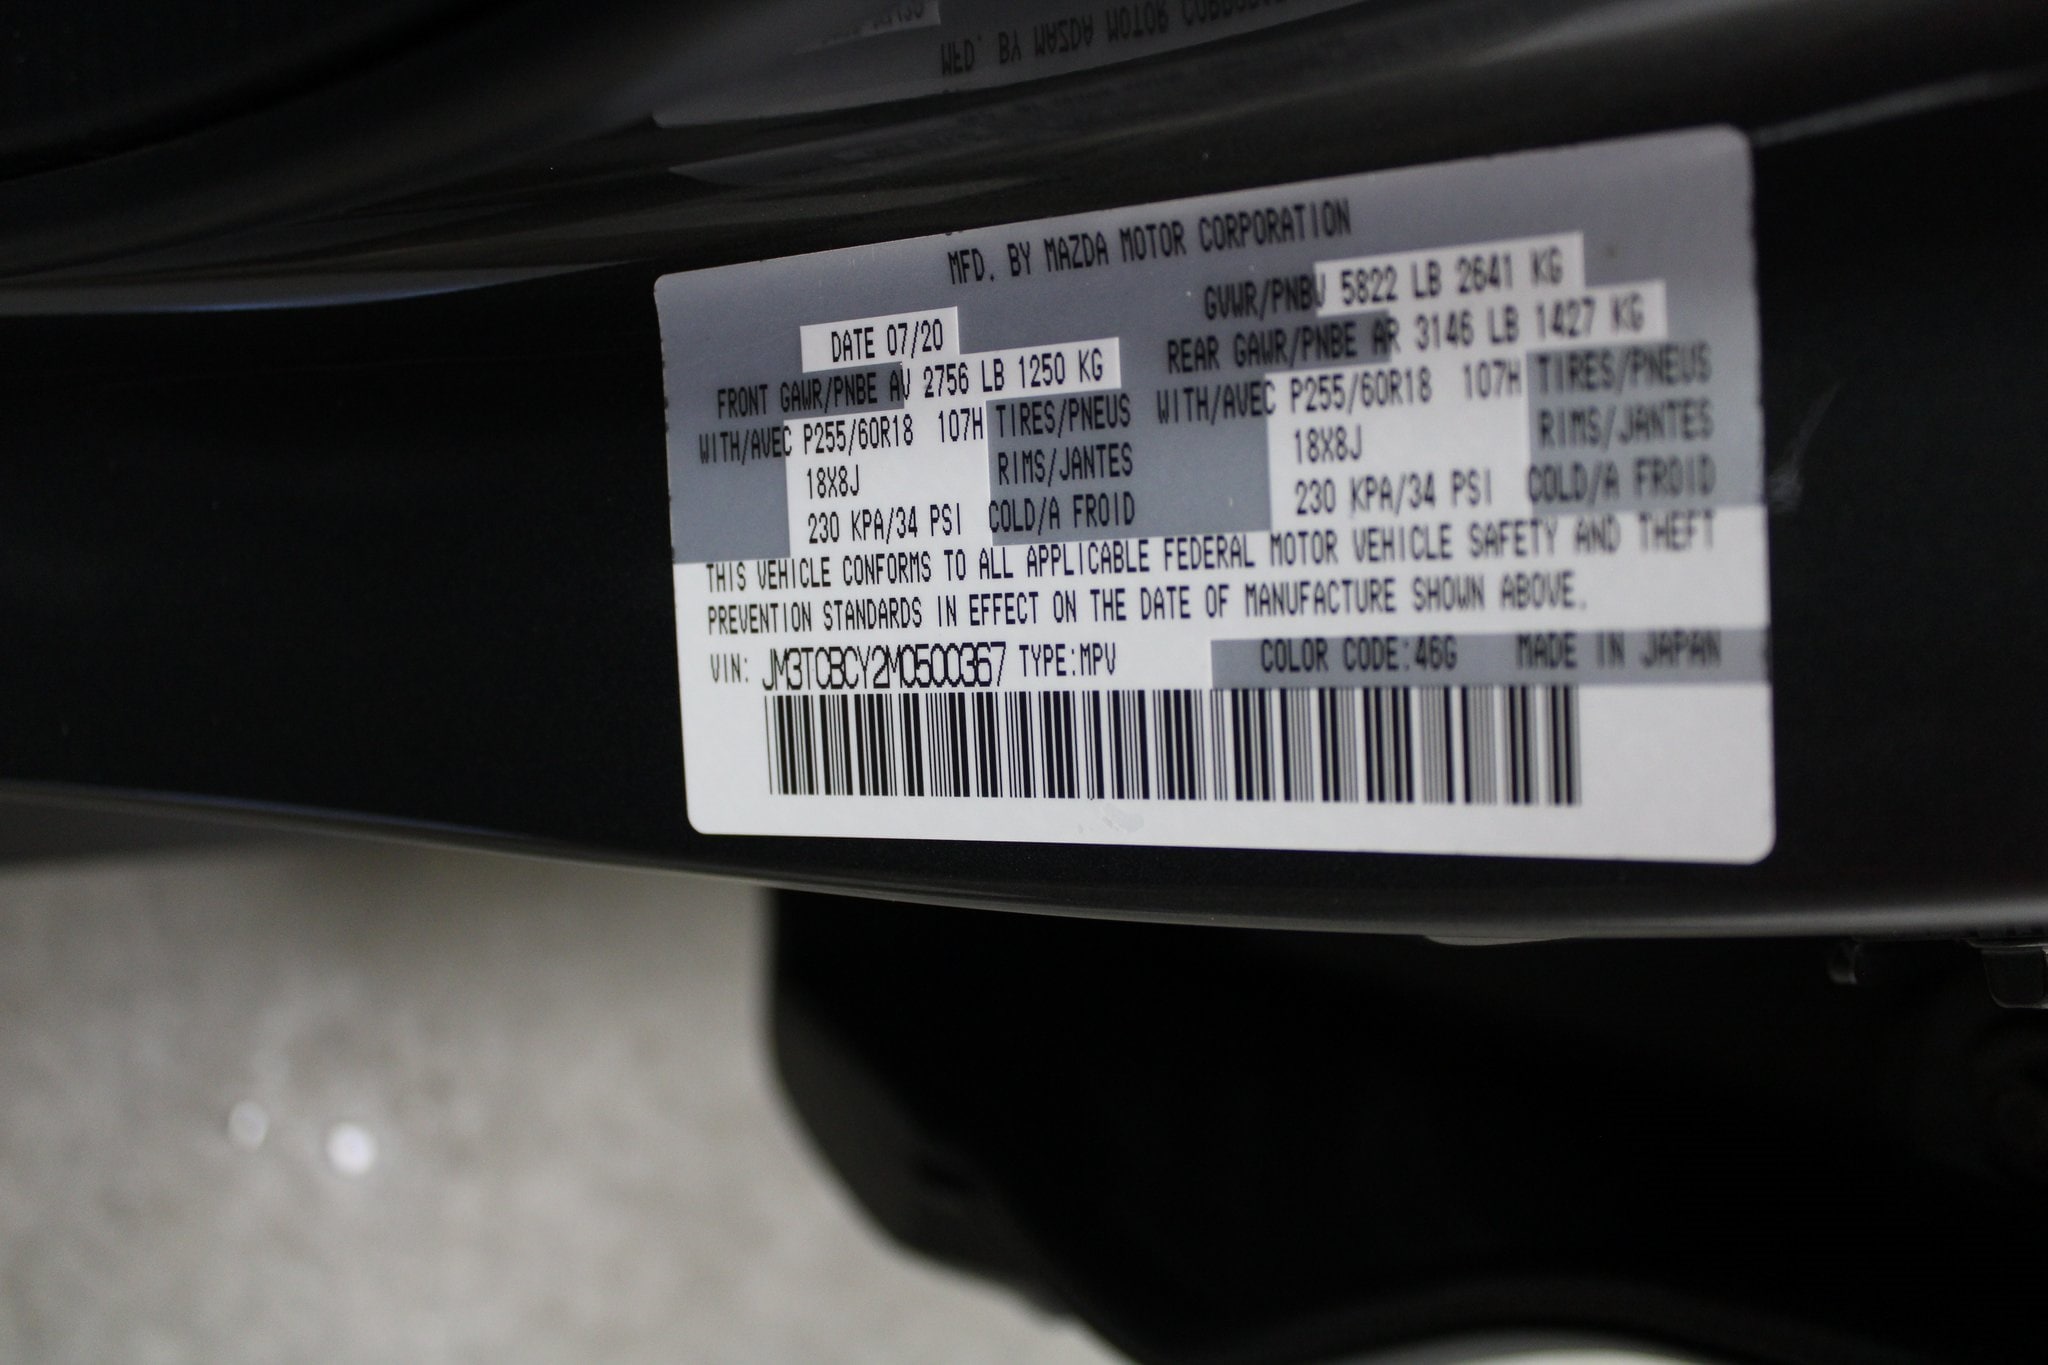 MFD. BY MAZDA MOTOR CORPORATION
DATE 07/20 GVWR/PNBV 5822 LB 2641 KG
FRONT GAWR/PNBE AV 2756 LB 1250 KG REAR GAWR/PNBE AR 3146 LB 1427 KG
WITH/AVEC P255/60R18 107H TIRES/PNEUS WITH/AVEC P255/60R18 107H TIRES/PNEUS
18X8J RIMS/JANTES 18X8J RIMS/JANTES
230 KPA/34 PSI COLD/A FROID 230 KPA/34 PSI COLD/A FROID
THIS VEHICLE CONFORMS TO ALL APPLICABLE FEDERAL MOTOR VEHICLE SAFETY AND THEFT
PREVENTION STANDARDS IN EFFECT ON THE DATE OF MANUFACTURE SHOWN ABOVE.
VIN: JM3TCBCY2M0500367 TYPE:MPV COLOR CODE:46G MADE IN JAPAN